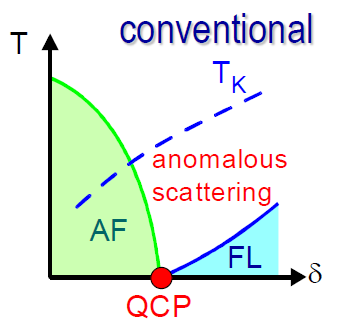 conventional
T
T_K
anomalous
scattering
AF
FL
δ
QCP